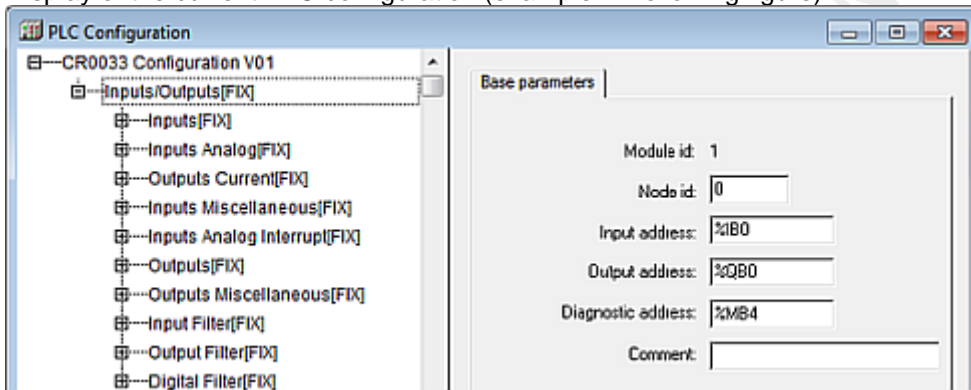 PLC Configuration
CR0033 Configuration V01
Inputs/Outputs[FIX]
Inputs[FIX]
Inputs Analog[FIX]
Outputs Current[FIX]
Inputs Miscellaneous[FIX]
Inputs Analog Interrupt[FIX]
Outputs[FIX]
Outputs Miscellaneous[FIX]
Input Filter[FIX]
Output Filter[FIX]
Digital Filter[FIX]
Base parameters
Module id: 1
Node id: 0
Input address: %IB0
Output address: %QB0
Diagnostic address: %MB4
Comment: